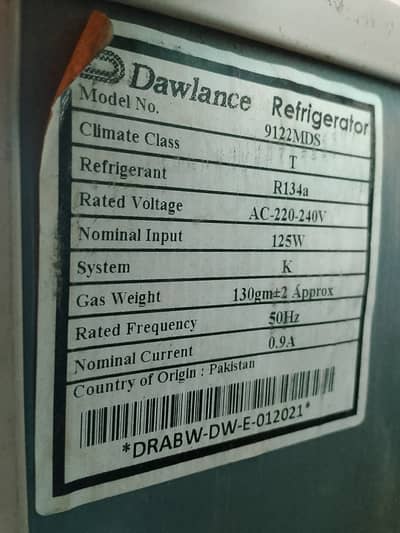 Dawlance Refrigerator
Model No. 9122MDS
Climate Class T
Refrigerant R134a
Rated Voltage AC-220-240V
Nominal Input 125W
System K
Gas Weight 130gm±2 Approx
Rated Frequency 50Hz
Nominal Current 0.9A
Country of Origin : Pakistan
*DRABW-DW-E-012021*